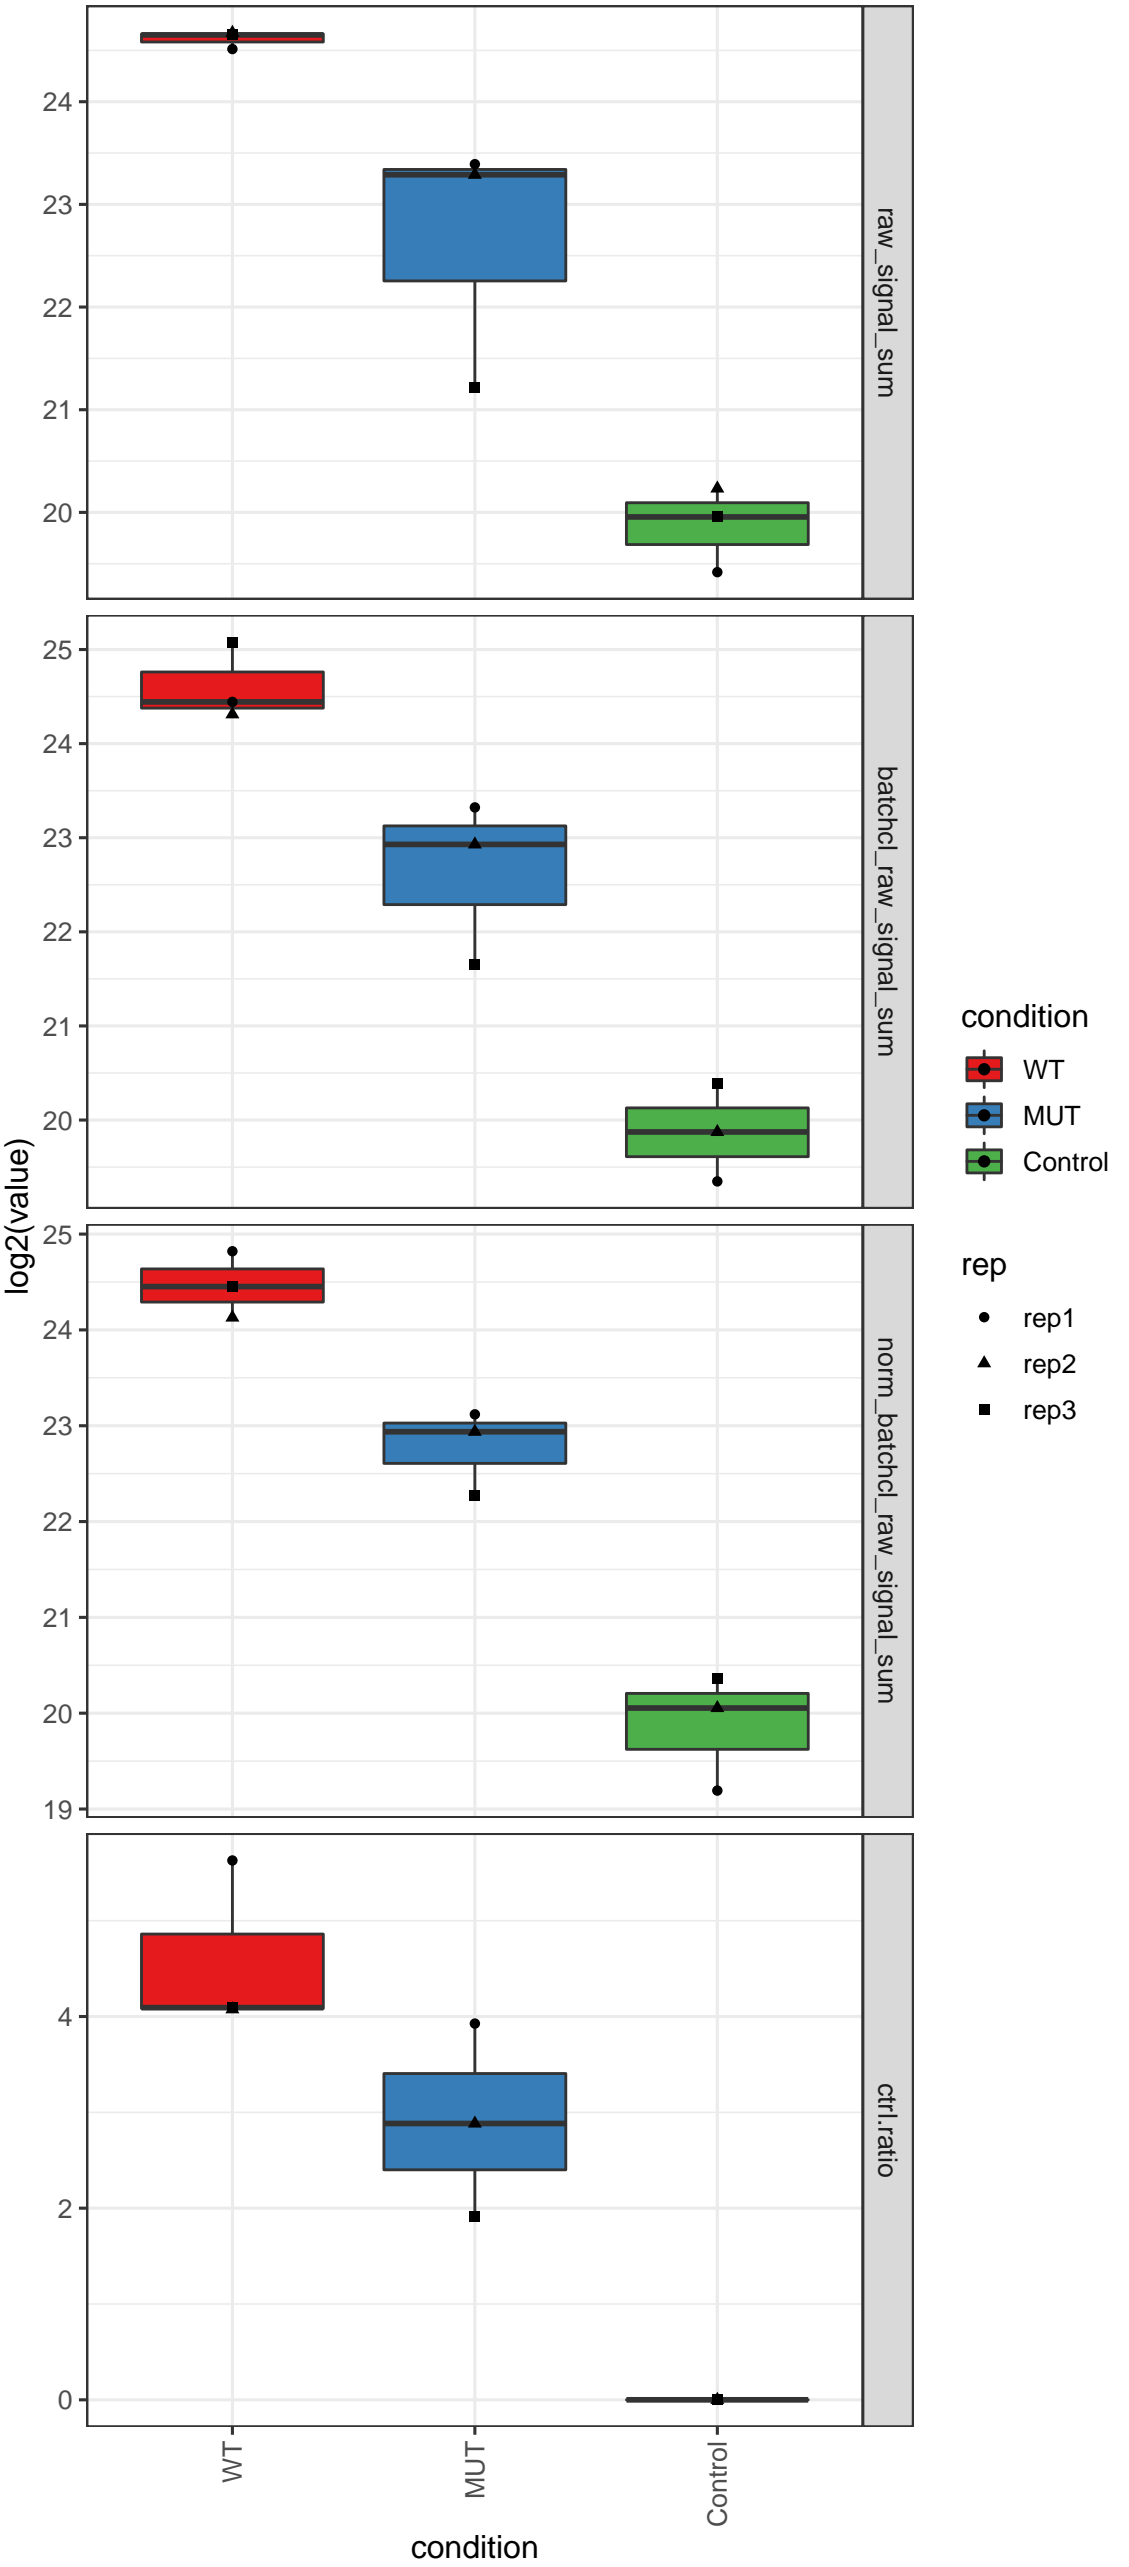 24
23
22
21
20
raw_signal_sum
25
24
23
22
21
20
batchcl_raw_signal_sum
25
24
23
22
21
20
19
norm_batchcl_raw_signal_sum
4
2
0
ctrl.ratio
log2(value)
WT
MUT
Control
condition
condition
WT
MUT
Control
rep
rep1
rep2
rep3